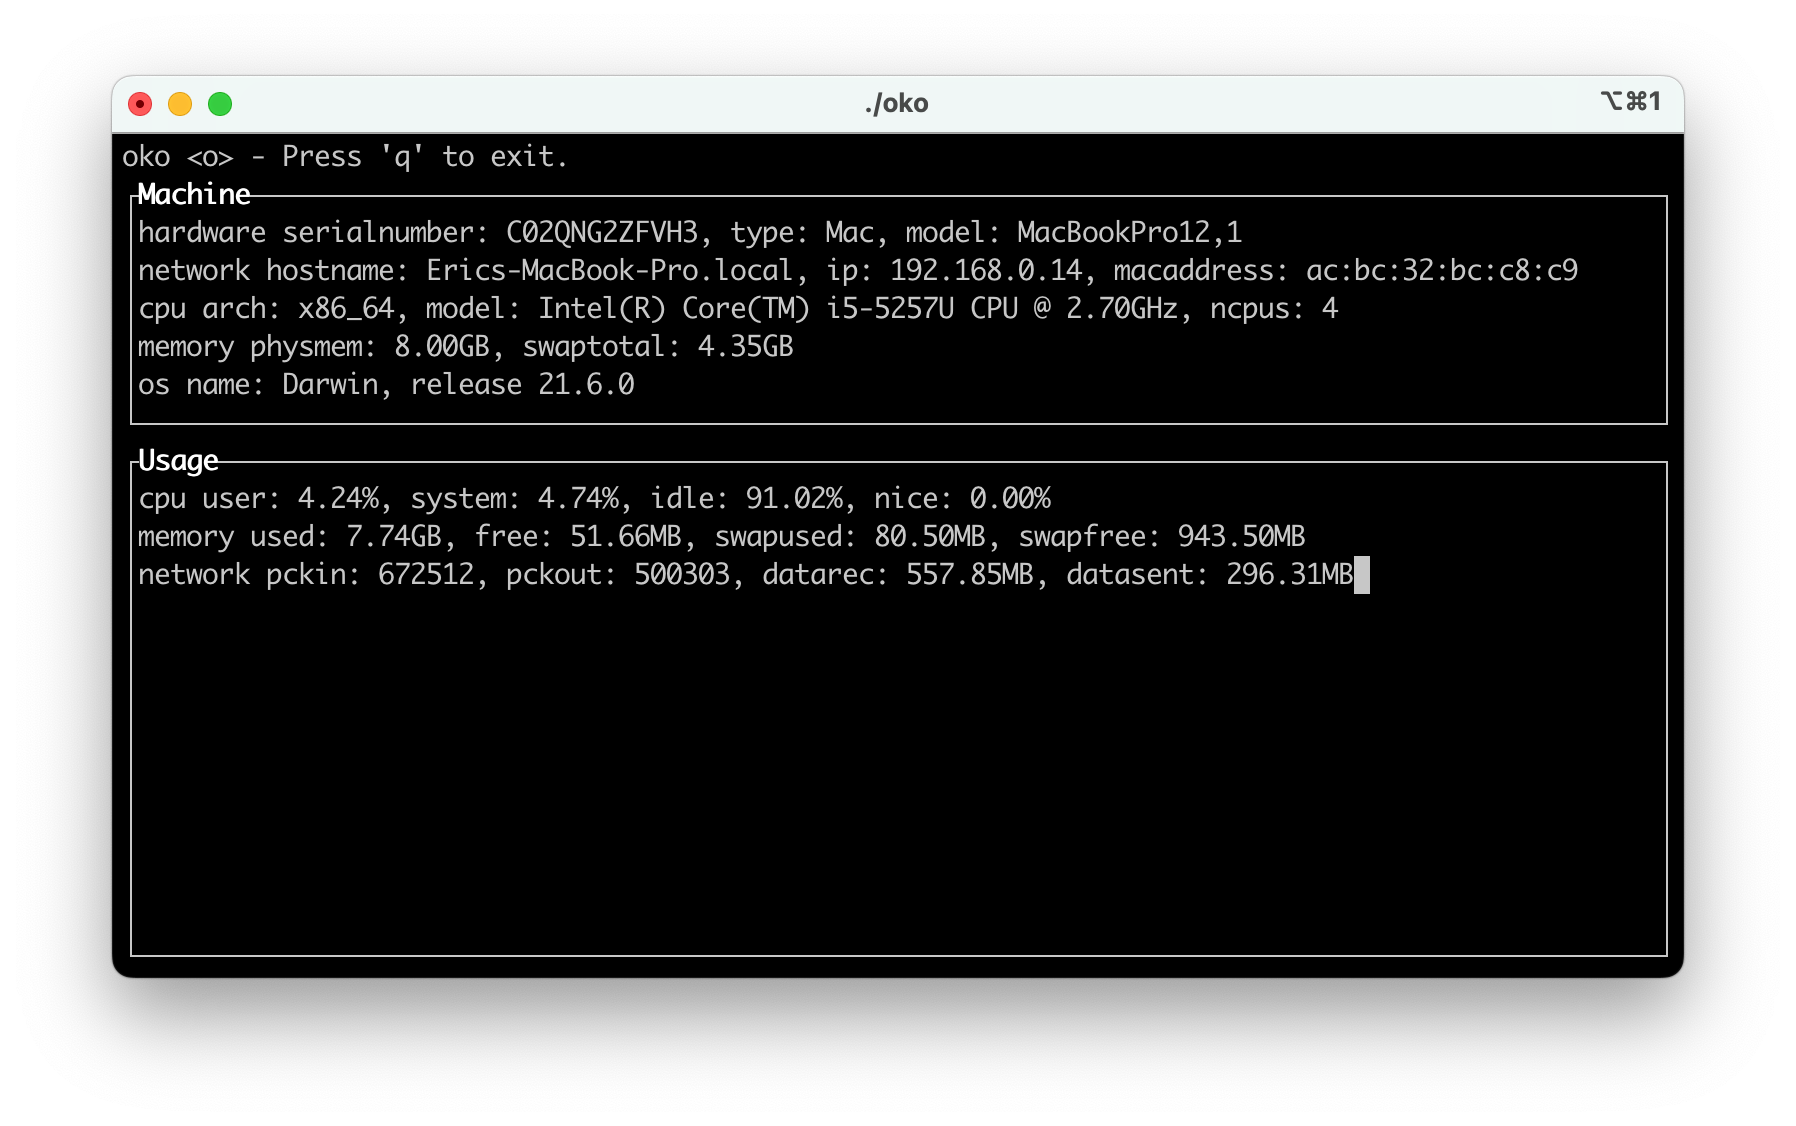 ./oko
⌥⌘1
oko <o> - Press 'q' to exit.
Machine
hardware serialnumber: C02QNG2ZFVH3, type: Mac, model: MacBookPro12,1
network hostname: Erics-MacBook-Pro.local, ip: 192.168.0.14, macaddress: ac:bc:32:bc:c8:c9
cpu arch: x86_64, model: Intel(R) Core(TM) i5-5257U CPU @ 2.70GHz, ncpus: 4
memory physmem: 8.00GB, swaptotal: 4.35GB
os name: Darwin, release 21.6.0
Usage
cpu user: 4.24%, system: 4.74%, idle: 91.02%, nice: 0.00%
memory used: 7.74GB, free: 51.66MB, swapused: 80.50MB, swapfree: 943.50MB
network pckin: 672512, pckout: 500303, datarec: 557.85MB, datasent: 296.31MB